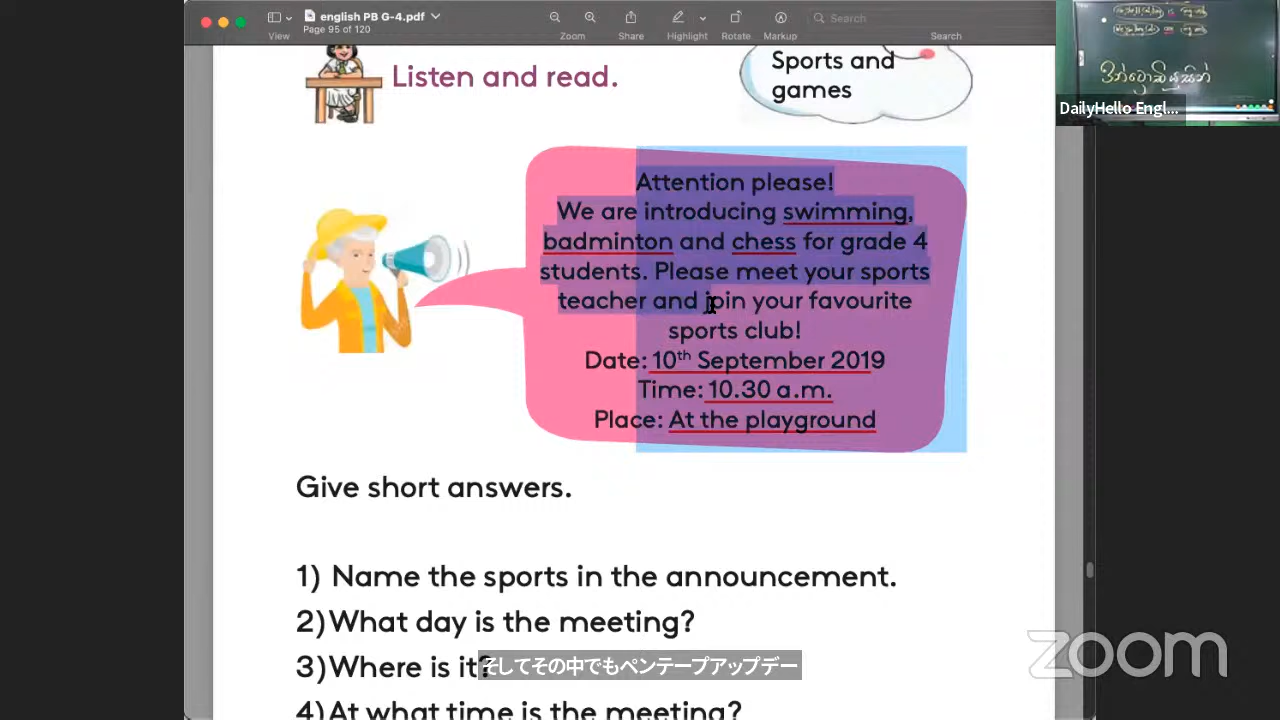 english PB G-4.pdf
Page 95 of 120
View
Zoom
Share
Highlight
Rotate
Markup
Search
Search
Listen and read.
Sports and
games
DailyHello Engl...
Attention please!
We are introducing swimming,
badminton and chess for grade 4
students. Please meet your sports
teacher and join your favourite
sports club!
Date: 10th September 2019
Time: 10.30 a.m.
Place: At the playground
Give short answers.
1) Name the sports in the announcement.
2)What day is the meeting?
3)Where is it?
そしてその中でもペンテープアップデー
4)At what time is the meeting?
zoom